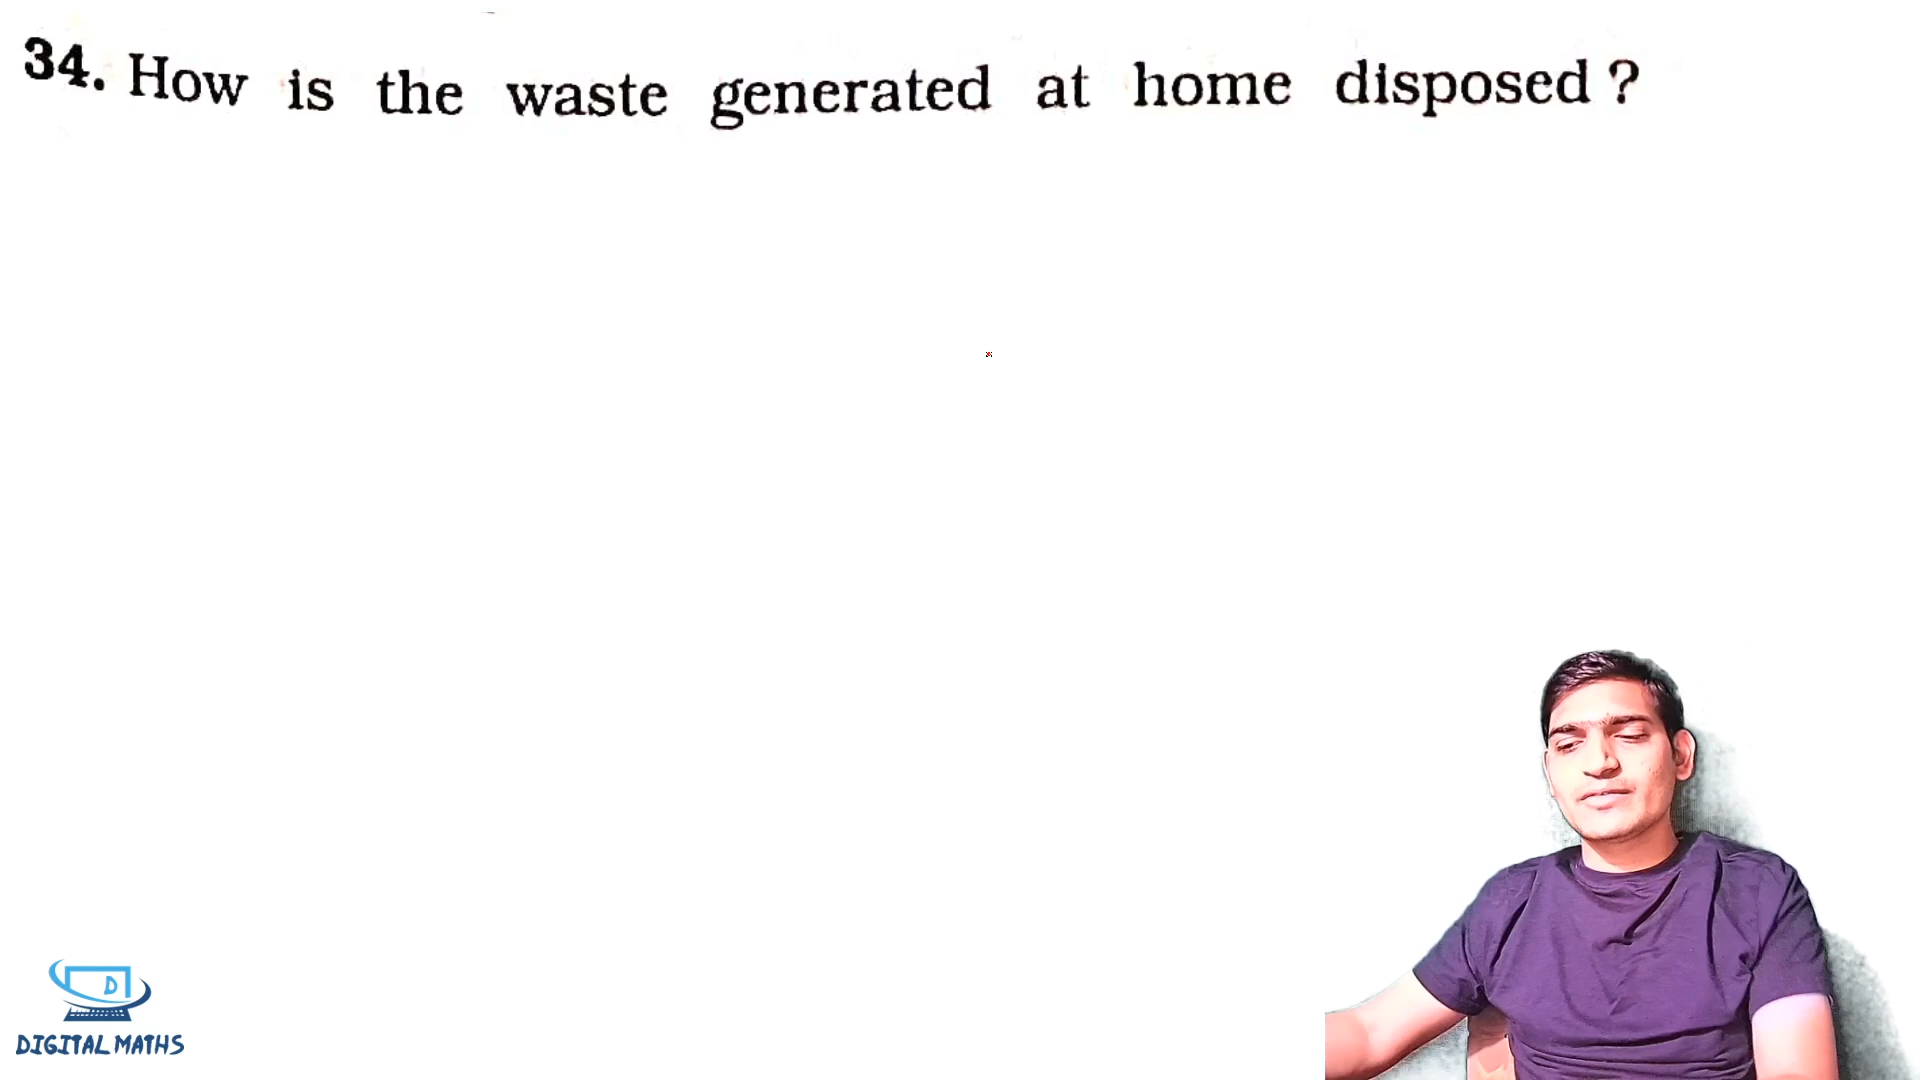 34. How is the waste generated at home disposed ?
D
DIGITAL MATHS